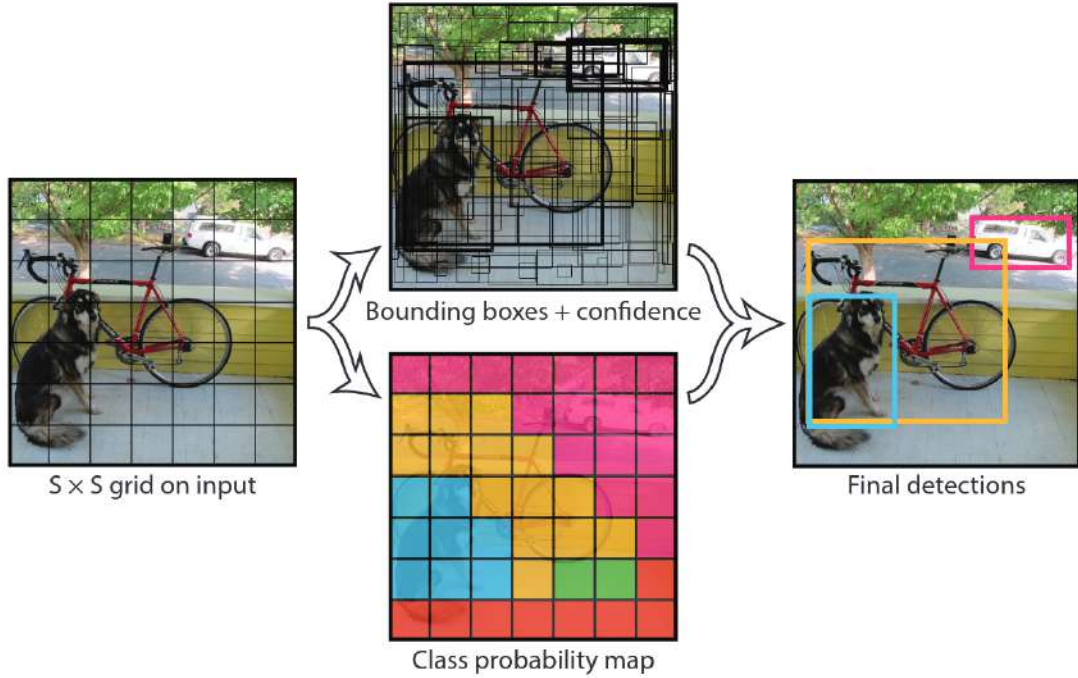 S × S grid on input
Bounding boxes + confidence
Class probability map
Final detections